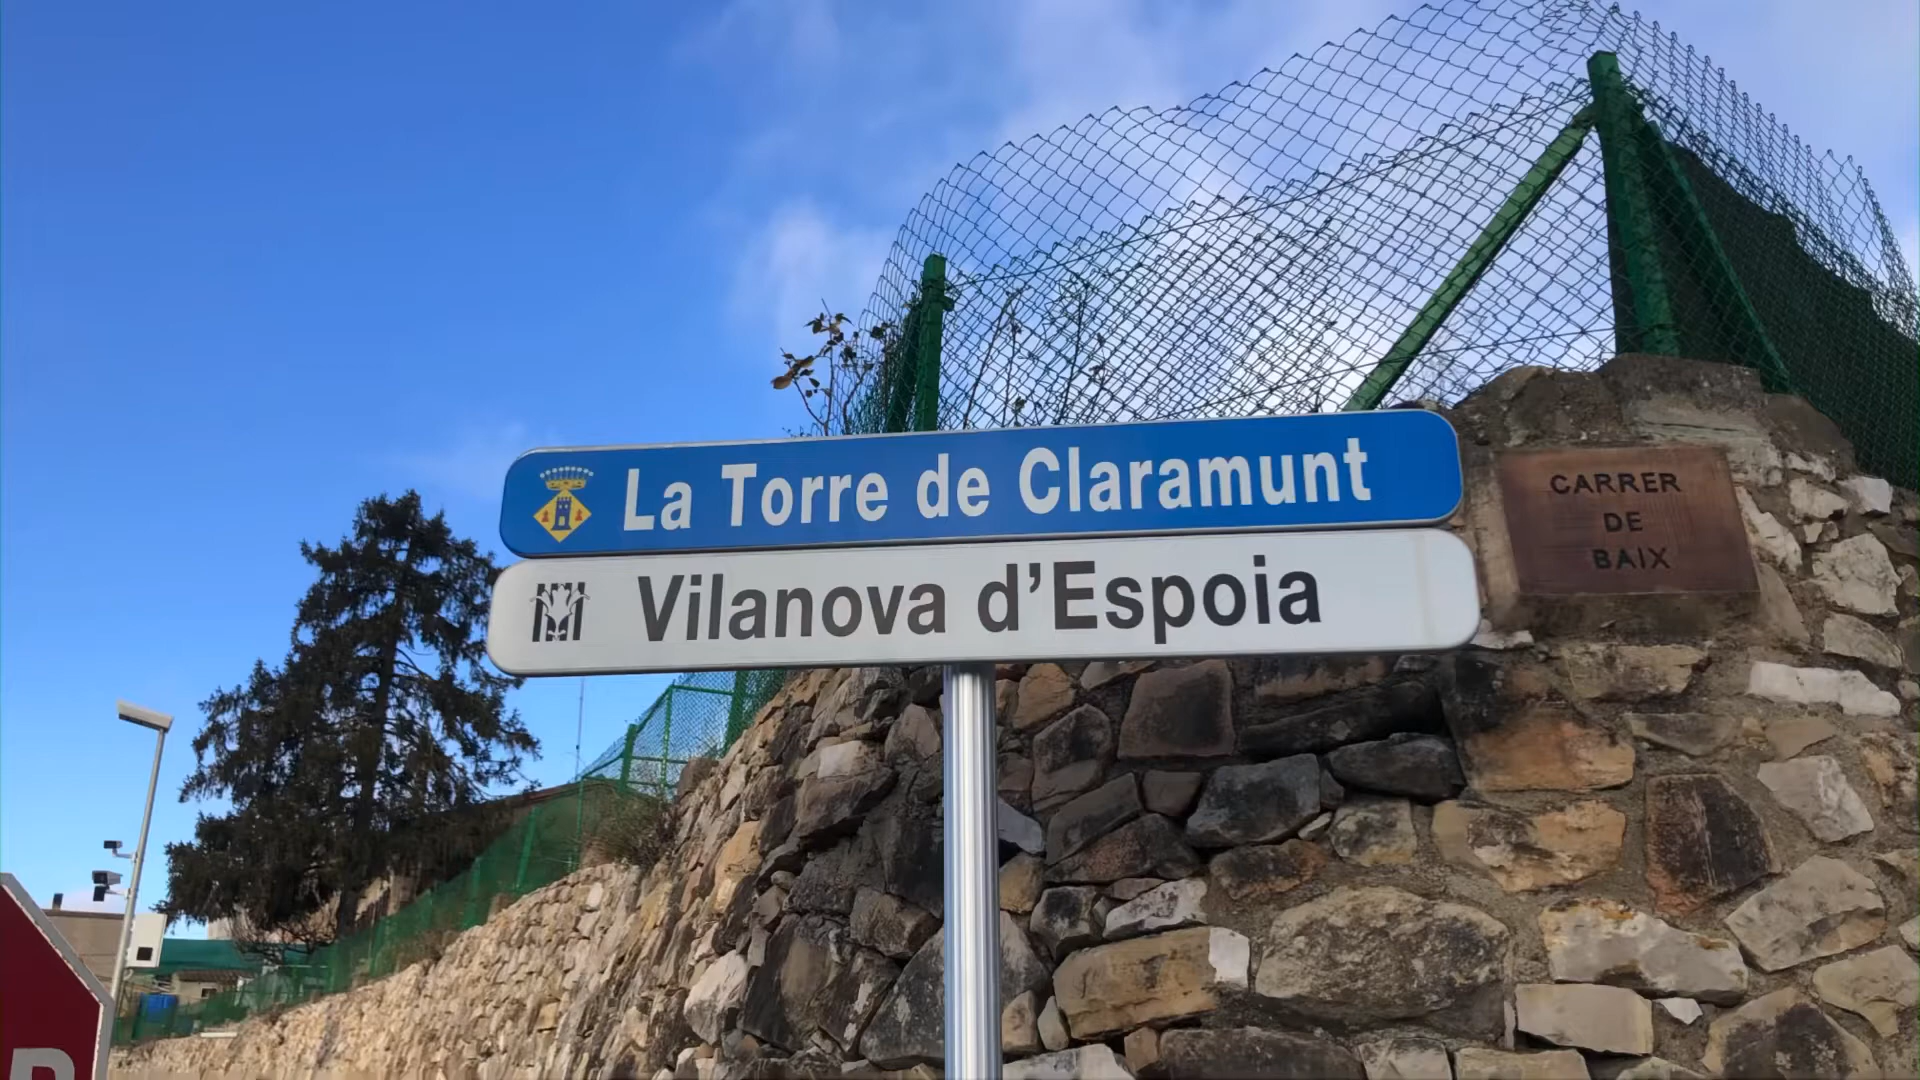 La Torre de Claramunt
Vilanova d'Espoia
CARRER
DE
BAIX